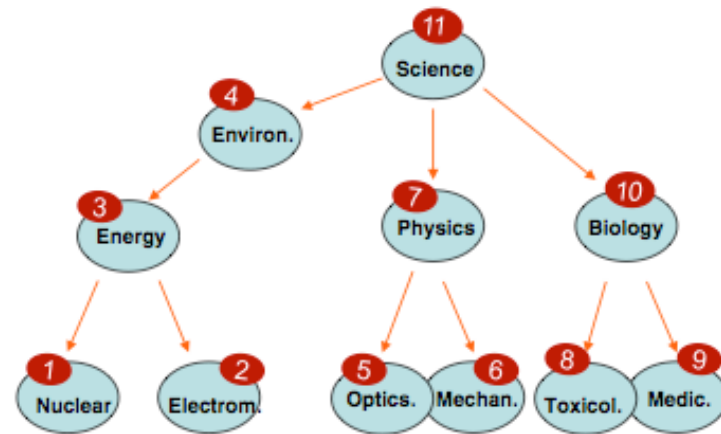 11
Science
4
Environ.
3
Energy
7
Physics
10
Biology
1
Nuclear
2
Electrom.
5
Optics.
6
Mechan.
8
Toxicol.
9
Medic.